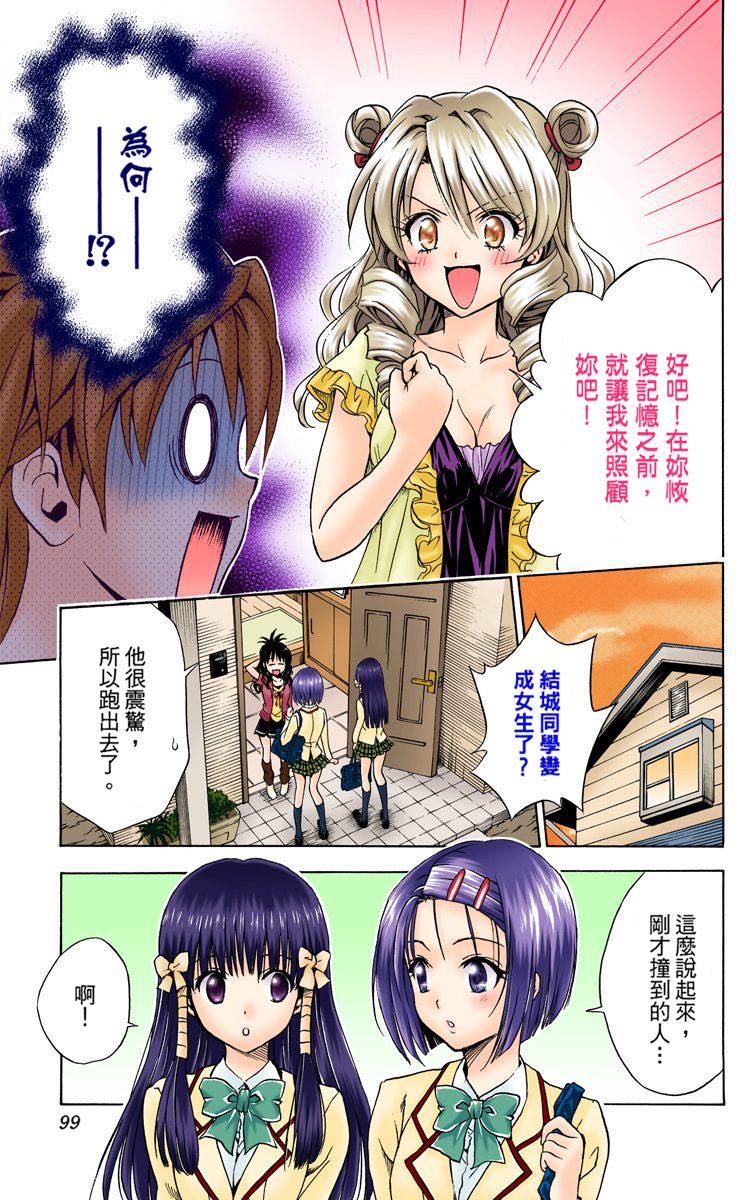 好吧！在妳恢
復記憶之前，
就讓我來照顧
妳吧！
為何——
——!?
結城同學變
成女生了？
他很震驚，
所以跑出去了。
這麼說起來，
剛才撞到的人…
啊！
99